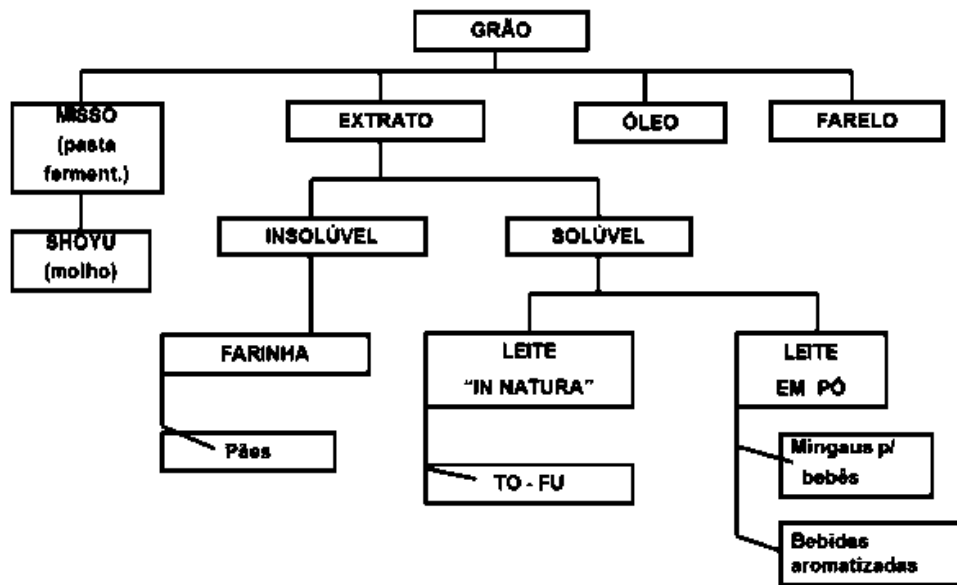 GRÃO
MISSO
(pasta
ferment.)
EXTRATO
ÓLEO
FARELO
SHOYU
(molho)
INSOLÚVEL
SOLÚVEL
FARINHA
LEITE
“IN NATURA”
LEITE
EM PÓ
Pães
TO - FU
Mingaus p/
bebês
Bebidas
aromatizadas